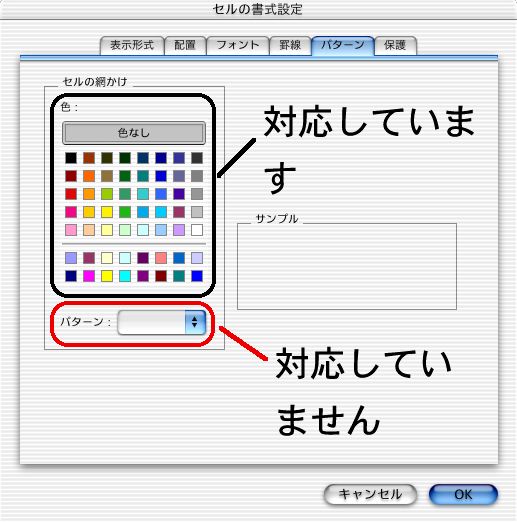 セルの書式設定
表示形式 配置 フォント 罫線 パターン 保護
セルの網かけ
色：
色なし
対応していま
す
サンプル
パターン：
対応してい
ません
キャンセル OK